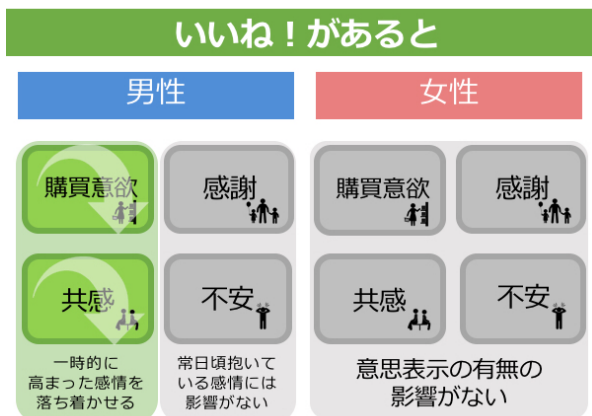 いいね！があると
男性
女性
購買意欲
感謝
購買意欲
感謝
共感
不安
共感
不安
一時的に
高まった感情を
落ち着かせる
常日頃抱いて
いる感情には
影響がない
意思表示の有無の
影響がない